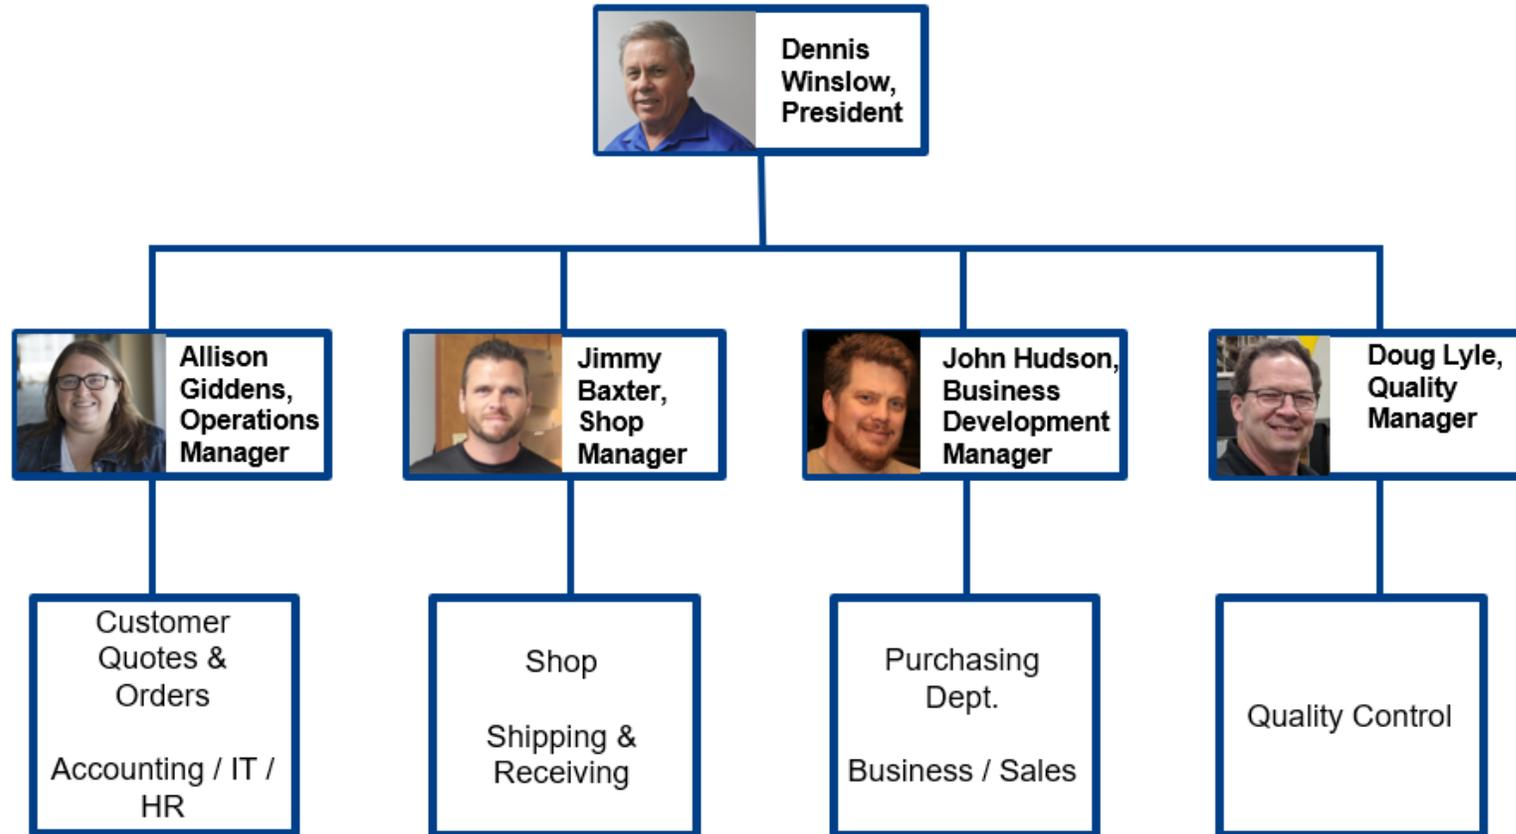 Dennis
Winslow,
President
Allison
Giddens,
Operations
Manager
Jimmy
Baxter,
Shop
Manager
John Hudson,
Business
Development
Manager
Doug Lyle,
Quality
Manager
Customer
Quotes &
Orders
Accounting / IT /
HR
Shop
Shipping &
Receiving
Purchasing
Dept.
Business / Sales
Quality Control